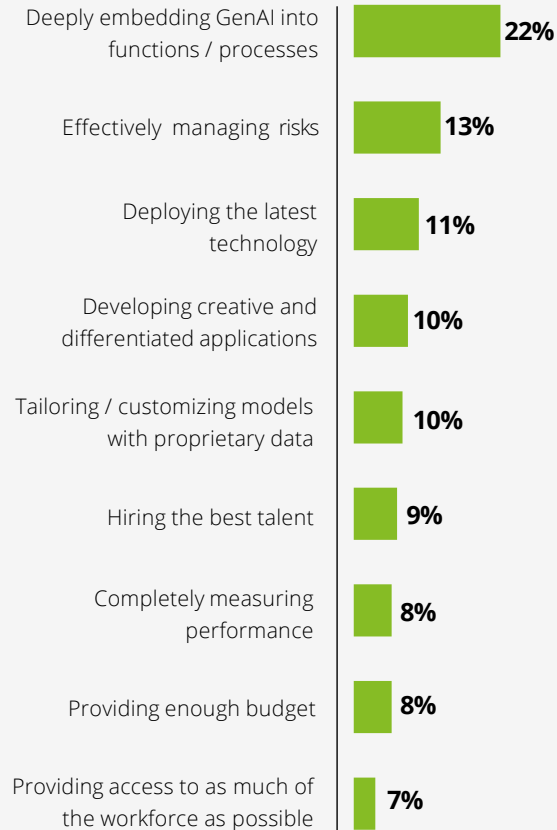 Deeply embedding GenAI into
functions / processes
22%
Effectively managing risks
13%
Deploying the latest
technology
11%
Developing creative and
differentiated applications
10%
Tailoring / customizing models
with proprietary data
10%
Hiring the best talent
9%
Completely measuring
performance
8%
Providing enough budget
8%
Providing access to as much of
the workforce as possible
7%